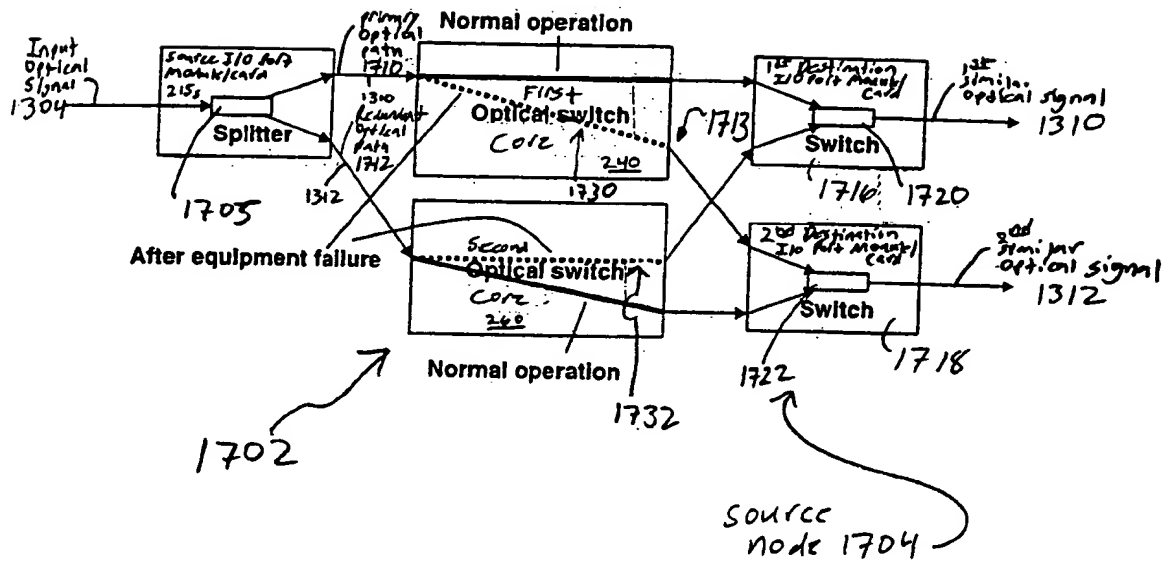 Input
Optical
Signal
1304
Source I/O Port
Module/card
215s
Splitter
1705
primary
Optical
path
1710
1300
Redundant
Optical
Path
1712
1312
Normal operation
First
Optical switch
Core
240
1730
1713
After equipment failure
Second
Optical switch
Core
260
Normal operation
1732
1st Destination
I/O Port Module/
Card
Switch
1716
1720
1st
Similar
Optical signal
1310
2nd Destination
I/O Port Module/
Card
Switch
1722
1718
2nd
Similar
Optical signal
1312
1702
source
node 1704